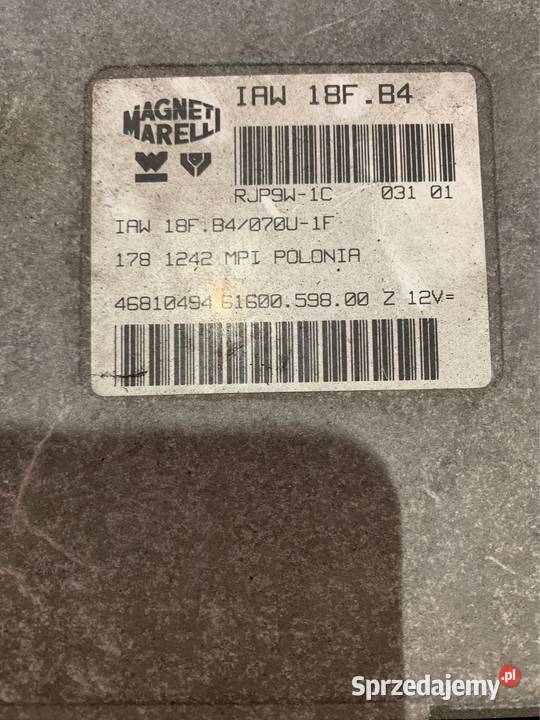 IAW 18F.B4
MAGNETI
MARELLI
RJP9W-1C 031 01
IAW 18F.B4/070U-1F
178 1242 MPI POLONIA
46810494 61600.598.00 Z 12V=
Sprzedajemy.pl